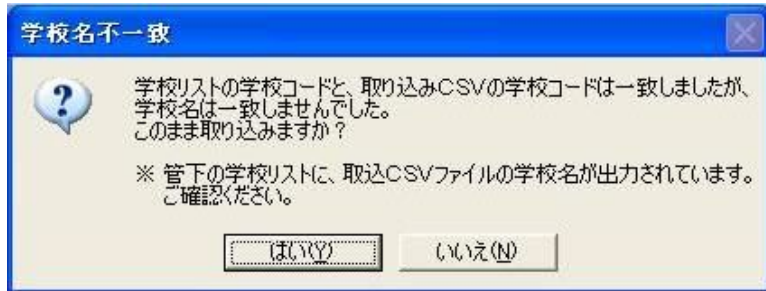 学校名不一致
学校リストの学校コードと、取り込みCSVの学校コードは一致しましたが、
学校名は一致しませんでした。
このまま取り込みますか？
※ 管下の学校リストに、取込CSVファイルの学校名が出力されています。
ご確認ください。
はい(Y)
いいえ(N)